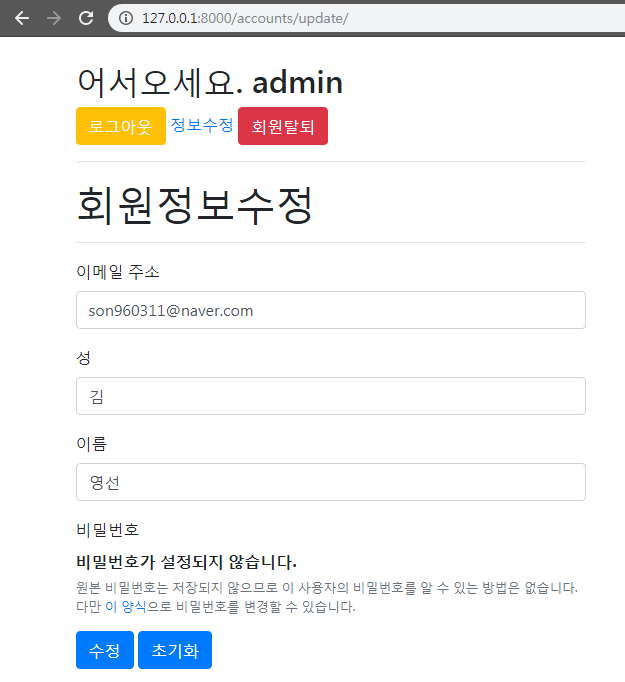 127.0.0.1:8000/accounts/update/
어서오세요. admin
로그아웃 정보수정 회원탈퇴
회원정보수정
이메일 주소
son960311@naver.com
성
김
이름
영선
비밀번호
비밀번호가 설정되지 않습니다.
원본 비밀번호는 저장되지 않으므로 이 사용자의 비밀번호를 알 수 있는 방법은 없습니다.
다만 이 양식으로 비밀번호를 변경할 수 있습니다.
수정 초기화